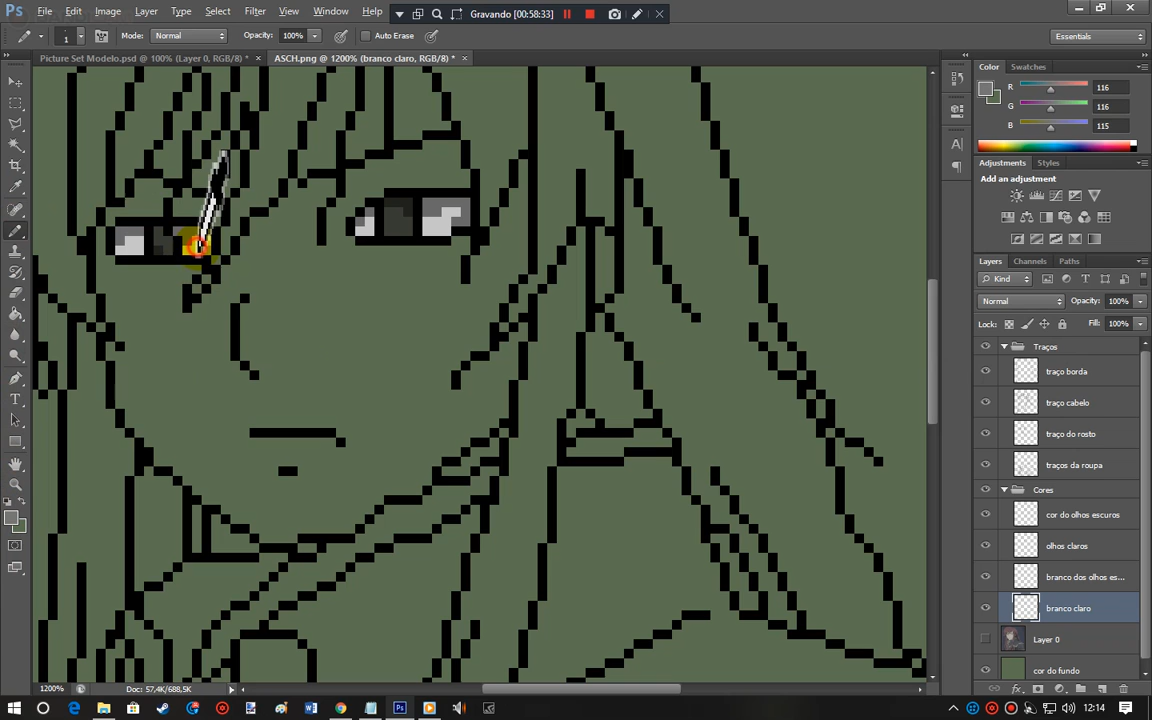 File Edit Image Layer Type Select Filter View Window Help Gravando [00:58:33]
1 Mode: Normal Opacity: 100% Auto Erase Essentials
Picture Set Modelo.psd @ 100% (Layer 0, RGB/8) * × ASCH.png @ 1200% (branco claro, RGB/8) * ×
Color Swatches
R 116
G 116
B 115
Adjustments Styles
Add an adjustment
Layers Channels Paths
Kind
Normal Opacity: 100%
Lock: Fill: 100%
Traços
traço borda
traço cabelo
traço do rosto
traços da roupa
Cores
cor do olhos escuros
olhos claros
branco dos olhos es...
branco claro
Layer 0
cor do fundo
1200% Doc: 57,4K/688,5K
12:14